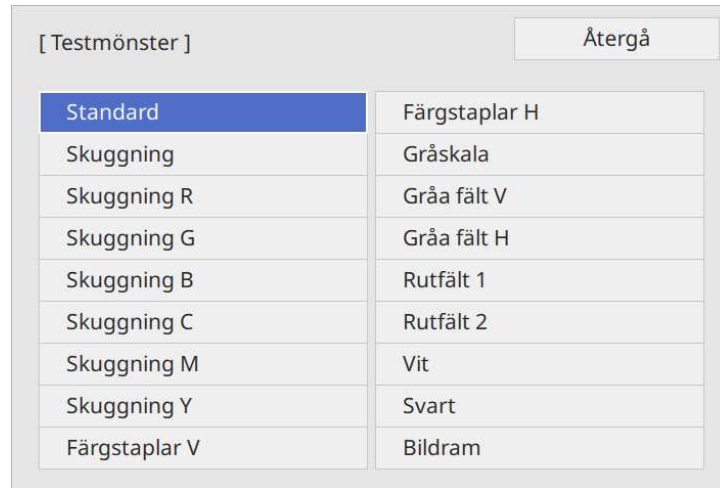 [ Testmönster ]
Återgå
Standard
Skuggning
Skuggning R
Skuggning G
Skuggning B
Skuggning C
Skuggning M
Skuggning Y
Färgstaplar V
Färgstaplar H
Gråskala
Gråa fält V
Gråa fält H
Rutfält 1
Rutfält 2
Vit
Svart
Bildram